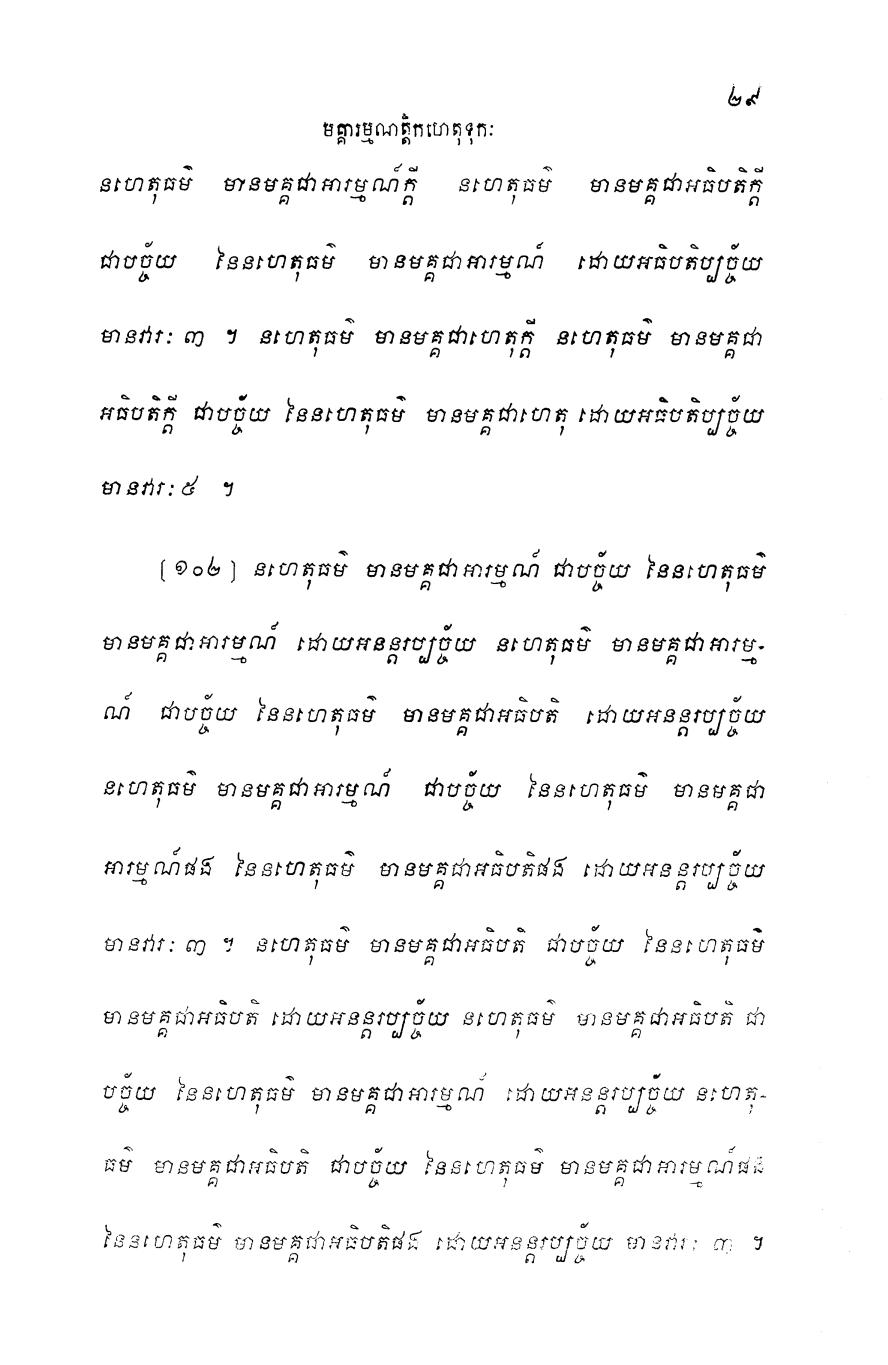 ២៩
មគ្គារម្មណត្តិកហេតុទុកៈ
នហេតុធម៌ មានមគ្គជាអារម្មណ៍ក្តី នហេតុធម៌ មានមគ្គជាអធិបតិក្តី
ជាបច្ច័យ នៃនហេតុធម៌ មានមគ្គជាអារម្មណ៍ ដោយអធិបតិប្បច្ច័យ
មានវារៈ ៣ ។ នហេតុធម៌ មានមគ្គជាហេតុក្តី នហេតុធម៌ មានមគ្គជា
អធិបតិក្តី ជាបច្ច័យ នៃនហេតុធម៌ មានមគ្គជាហេតុ ដោយអធិបតិប្បច្ច័យ
មានវារៈ ៥ ។
[១០២] នហេតុធម៌ មានមគ្គជាអារម្មណ៍ ជាបច្ច័យ នៃនហេតុធម៌
មានមគ្គជាអារម្មណ៍ ដោយអនន្តរប្បច្ច័យ នហេតុធម៌ មានមគ្គជាអារម្ម-
ណ៍ ជាបច្ច័យ នៃនហេតុធម៌ មានមគ្គជាអធិបតិ ដោយអនន្តរប្បច្ច័យ
នហេតុធម៌ មានមគ្គជាអារម្មណ៍ ជាបច្ច័យ នៃនហេតុធម៌ មានមគ្គជា
អារម្មណ៍ផង នៃនហេតុធម៌ មានមគ្គជាអធិបតិផង ដោយអនន្តរប្បច្ច័យ
មានវារៈ ៣ ។ នហេតុធម៌ មានមគ្គជាអធិបតិ ជាបច្ច័យ នៃនហេតុធម៌
មានមគ្គជាអធិបតិ ដោយអនន្តរប្បច្ច័យ នហេតុធម៌ មានមគ្គជាអធិបតិ ជា
បច្ច័យ នៃនហេតុធម៌ មានមគ្គជាអារម្មណ៍ ដោយអនន្តរប្បច្ច័យ នហេតុ-
ធម៌ មានមគ្គជាអធិបតិ ជាបច្ច័យ នៃនហេតុធម៌ មានមគ្គជាអារម្មណ៍ផង
នៃនហេតុធម៌ មានមគ្គជាអធិបតិផង ដោយអនន្តរប្បច្ច័យ មានវារៈ ៣ ។